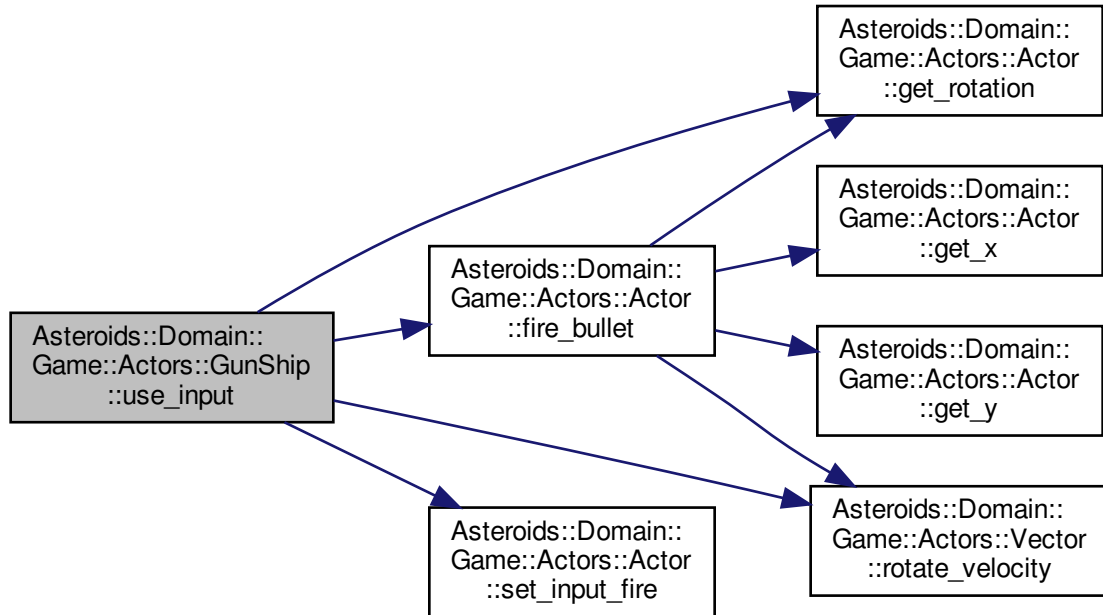 Asteroids::Domain::
Game::Actors::GunShip
::use_input
Asteroids::Domain::
Game::Actors::Actor
::fire_bullet
Asteroids::Domain::
Game::Actors::Actor
::set_input_fire
Asteroids::Domain::
Game::Actors::Actor
::get_rotation
Asteroids::Domain::
Game::Actors::Actor
::get_x
Asteroids::Domain::
Game::Actors::Actor
::get_y
Asteroids::Domain::
Game::Actors::Vector
::rotate_velocity